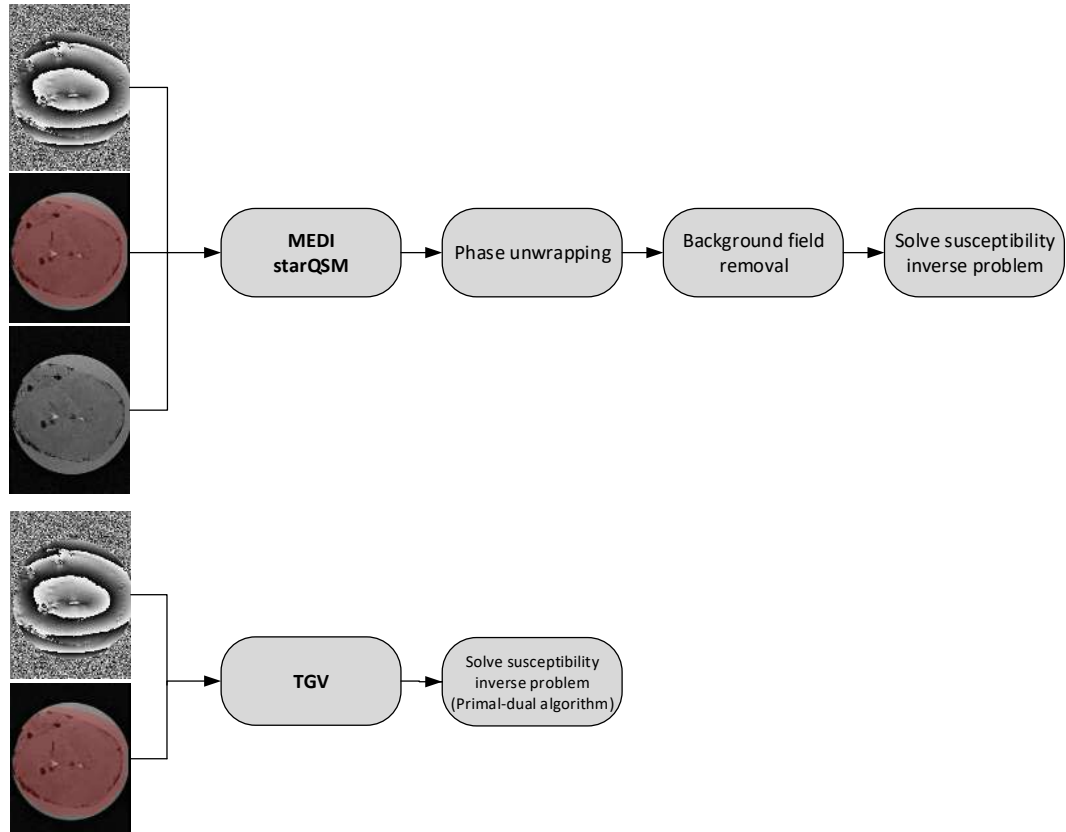 MEDI
starQSM
Phase unwrapping
Background field
removal
Solve susceptibility
inverse problem
TGV
Solve susceptibility
inverse problem
(Primal-dual algorithm)